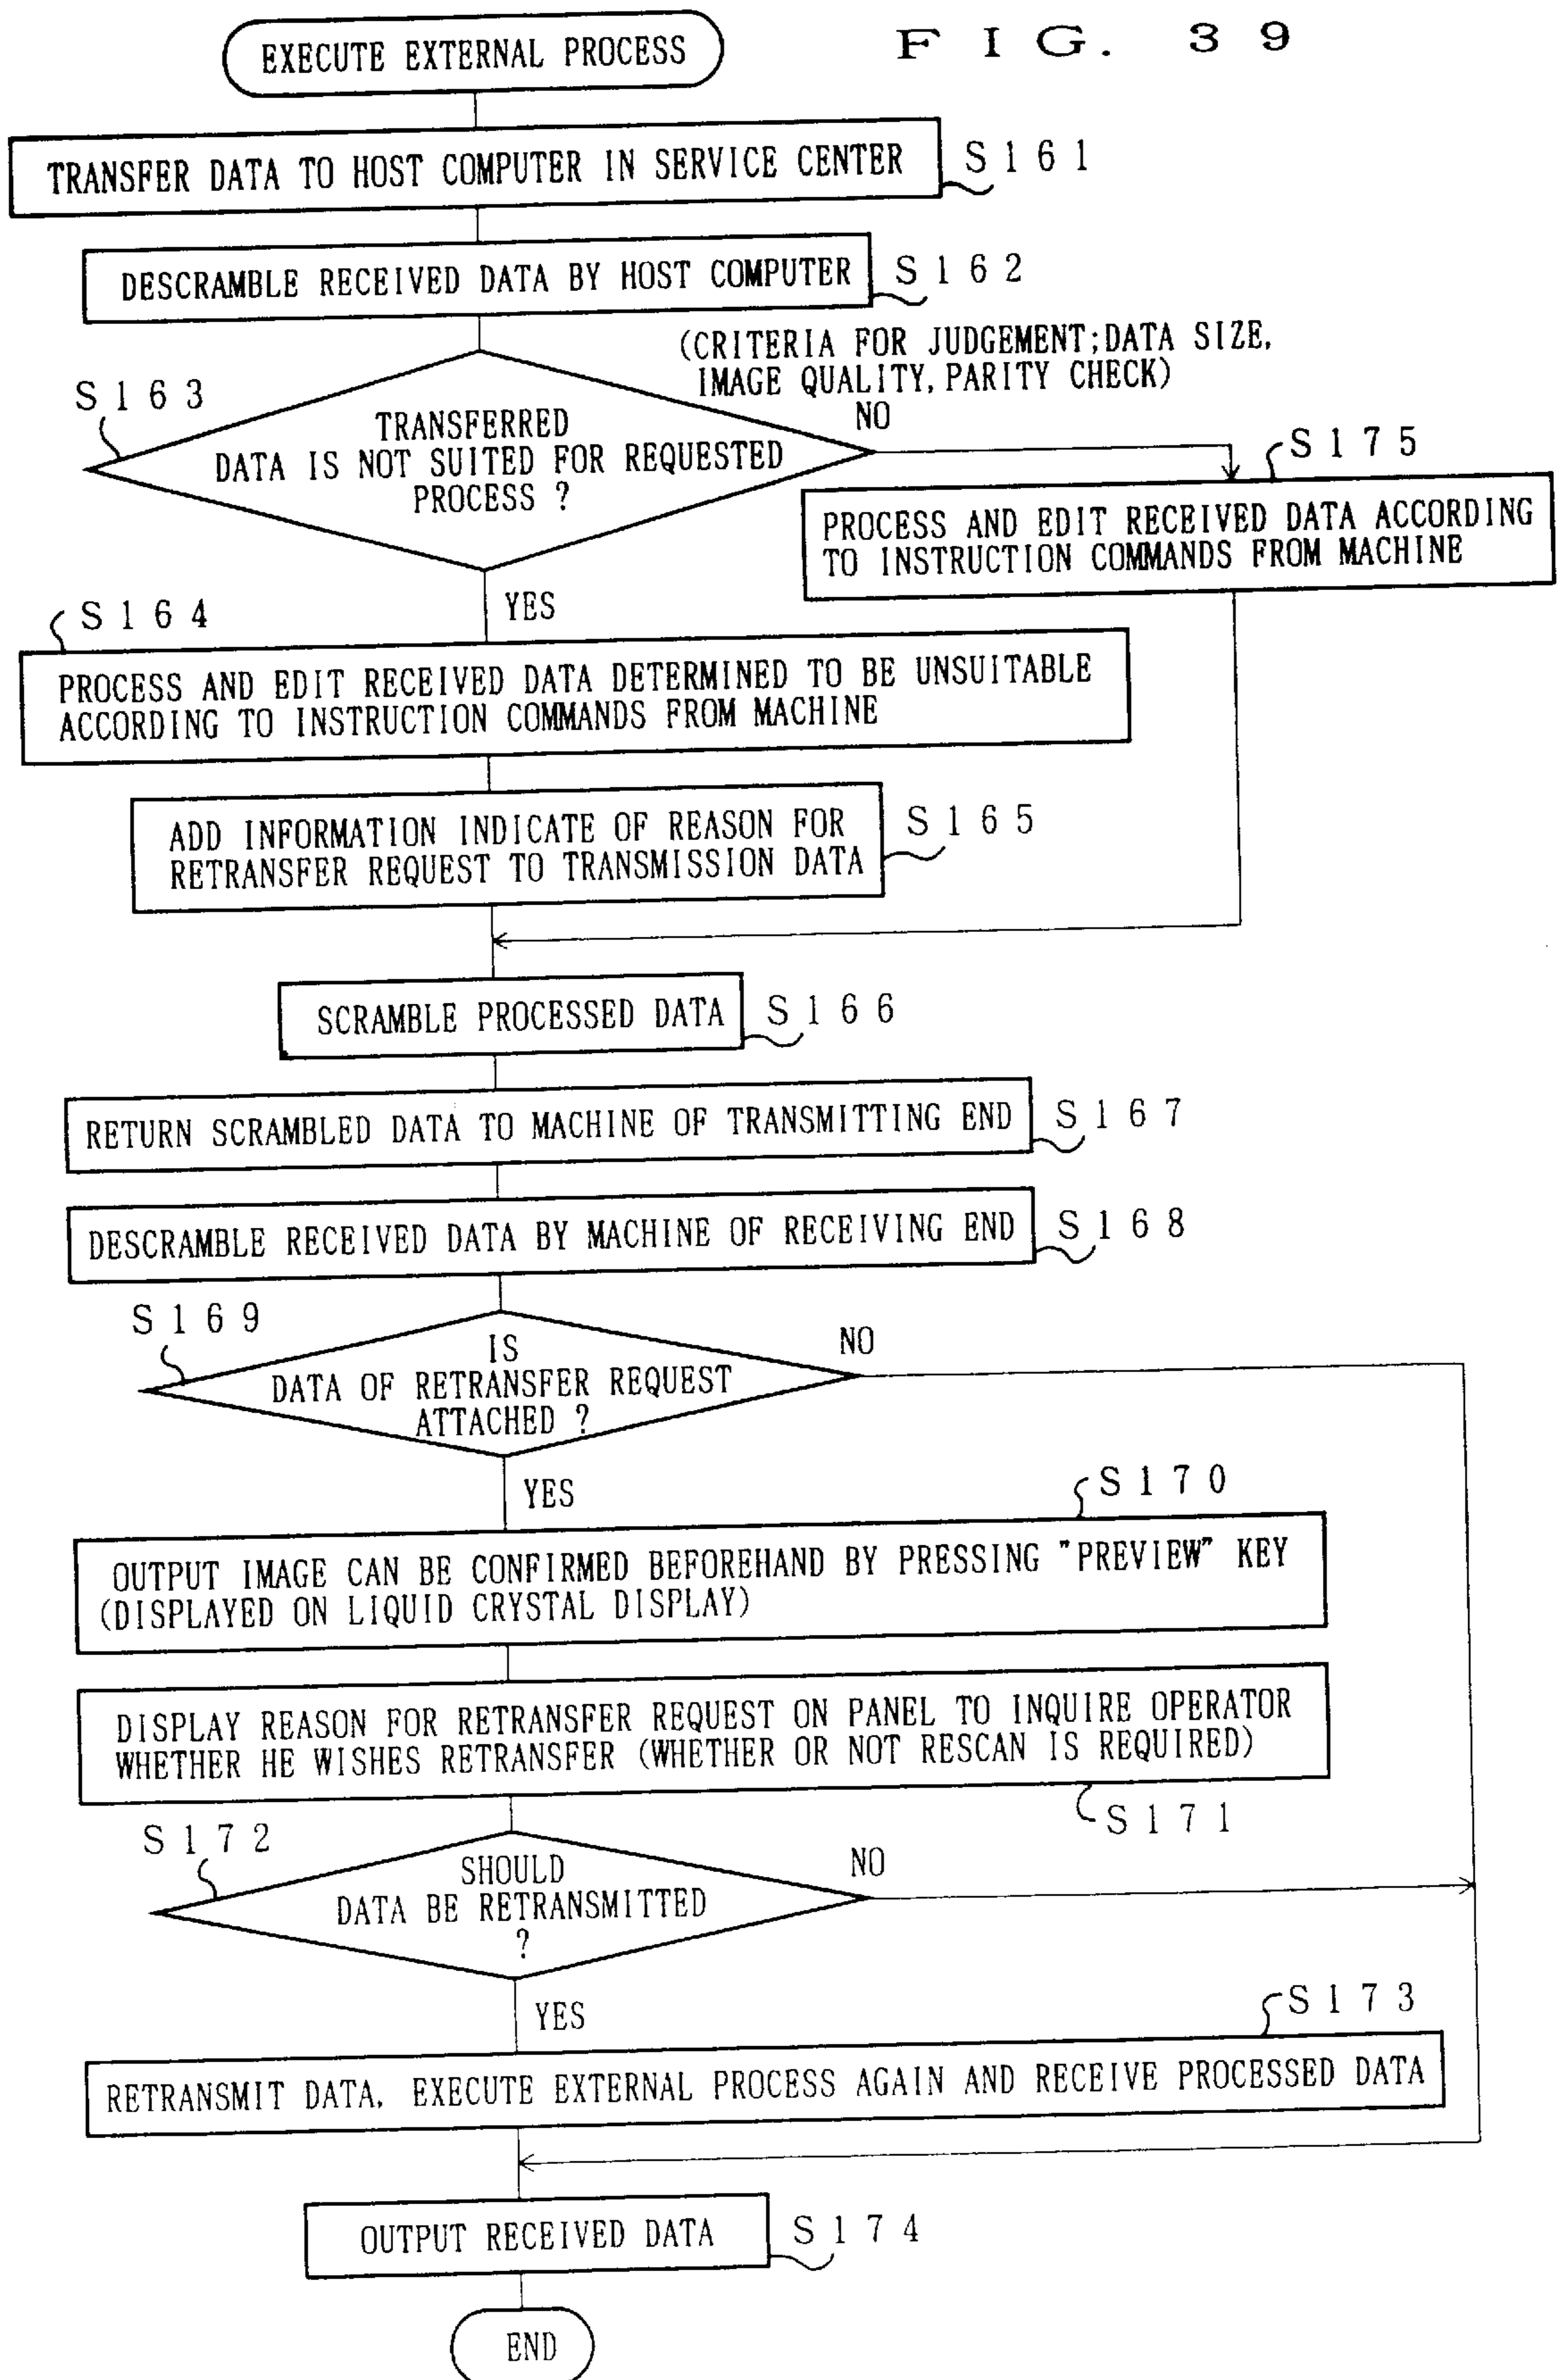 F I G. 3 9
EXECUTE EXTERNAL PROCESS
TRANSFER DATA TO HOST COMPUTER IN SERVICE CENTER
S 1 6 1
DESCRAMBLE RECEIVED DATA BY HOST COMPUTER
S 1 6 2
(CRITERIA FOR JUDGEMENT;DATA SIZE,
IMAGE QUALITY,PARITY CHECK)
S 1 6 3
TRANSFERRED
DATA IS NOT SUITED FOR REQUESTED
PROCESS ?
NO
S 1 7 5
PROCESS AND EDIT RECEIVED DATA ACCORDING
TO INSTRUCTION COMMANDS FROM MACHINE
YES
S 1 6 4
PROCESS AND EDIT RECEIVED DATA DETERMINED TO BE UNSUITABLE
ACCORDING TO INSTRUCTION COMMANDS FROM MACHINE
ADD INFORMATION INDICATE OF REASON FOR
RETRANSFER REQUEST TO TRANSMISSION DATA
S 1 6 5
SCRAMBLE PROCESSED DATA
S 1 6 6
RETURN SCRAMBLED DATA TO MACHINE OF TRANSMITTING END
S 1 6 7
DESCRAMBLE RECEIVED DATA BY MACHINE OF RECEIVING END
S 1 6 8
S 1 6 9
IS
DATA OF RETRANSFER REQUEST
ATTACHED ?
NO
YES
S 1 7 0
OUTPUT IMAGE CAN BE CONFIRMED BEFOREHAND BY PRESSING "PREVIEW" KEY
(DISPLAYED ON LIQUID CRYSTAL DISPLAY)
DISPLAY REASON FOR RETRANSFER REQUEST ON PANEL TO INQUIRE OPERATOR
WHETHER HE WISHES RETRANSFER (WHETHER OR NOT RESCAN IS REQUIRED)
S 1 7 1
S 1 7 2
SHOULD
DATA BE RETRANSMITTED
?
NO
YES
S 1 7 3
RETRANSMIT DATA, EXECUTE EXTERNAL PROCESS AGAIN AND RECEIVE PROCESSED DATA
OUTPUT RECEIVED DATA
S 1 7 4
END